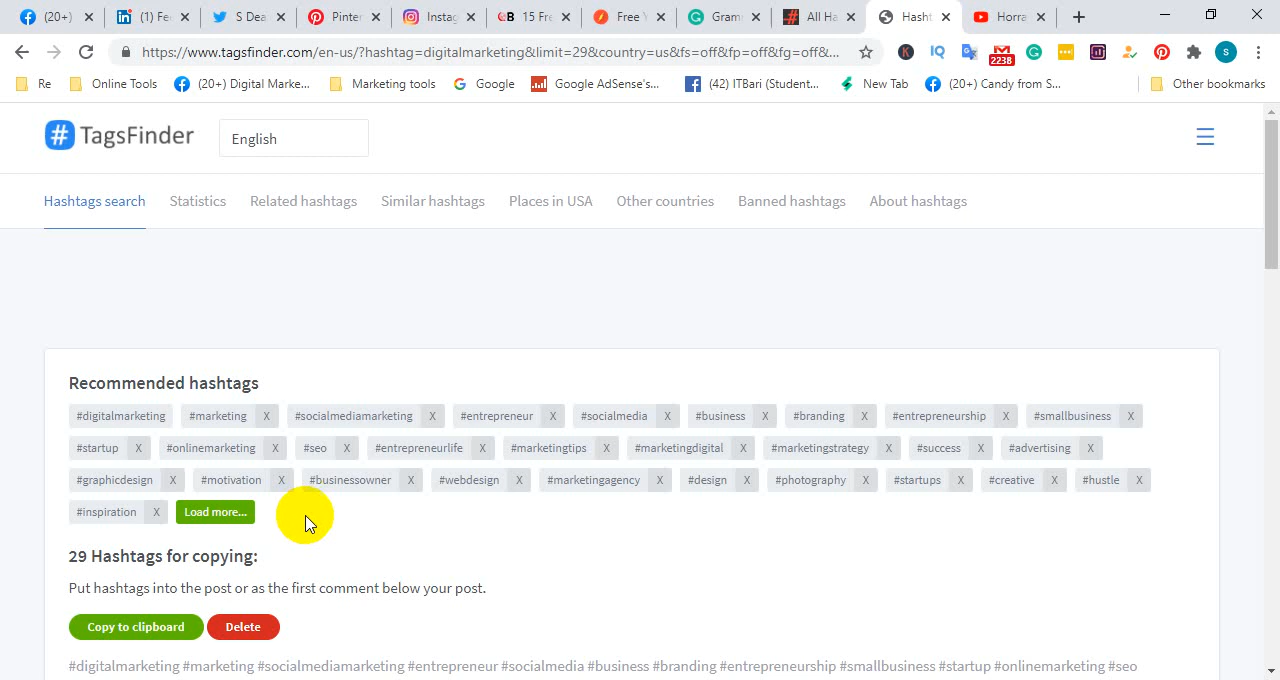 (20+)
(1) Fe
S Dea
Pinte
Instag
15 Fre
Free Y
Gram
All Ha
Hasht
Horra
https://www.tagsfinder.com/en-us/?hashtag=digitalmarketing&limit=29&country=us&fs=off&fp=off&fg=off&...
2238
Re
Online Tools
(20+) Digital Markn...
Marketing tools
Google
Google AdSense's...
(42) ITBari (Student...
New Tab
(20+) Candy from S...
Other bookmarks
# TagsFinder
English
Hashtags search Statistics Related hashtags Similar hashtags Places in USA Other countries Banned hashtags About hashtags
Recommended hashtags
#digitalmarketing #marketing X #socialmediamarketing X #entrepreneur X #socialmedia X #business X #branding X #entrepreneurship X #smallbusiness X
#startup X #onlinemarketing X #seo X #entrepreneurlife X #marketingtips X #marketingdigital X #marketingstrategy X #success X #advertising X
#graphicdesign X #motivation X #businessowner X #webdesign X #marketingagency X #design X #photography X #startups X #creative X #hustle X
#inspiration X Load more...
29 Hashtags for copying:
Put hashtags into the post or as the first comment below your post.
Copy to clipboard Delete
#digitalmarketing #marketing #socialmediamarketing #entrepreneur #socialmedia #business #branding #entrepreneurship #smallbusiness #startup #onlinemarketing #seo